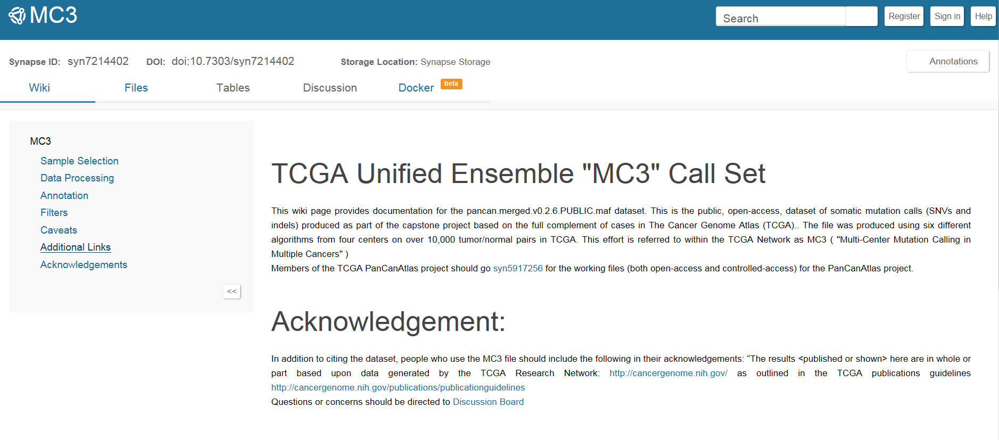 MC3
Search
Register
Sign in
Help
Synapse ID: syn7214402 DOI: doi:10.7303/syn7214402 Storage Location: Synapse Storage
Annotations
Wiki Files Tables Discussion Docker beta
MC3
Sample Selection
Data Processing
Annotation
Filters
Caveats
Additional Links
Acknowledgements
<<
TCGA Unified Ensemble "MC3" Call Set
This wiki page provides documentation for the pancan.merged.v0.2.6.PUBLIC.maf dataset. This is the public, open-access, dataset of somatic mutation calls (SNVs and
indels) produced as part of the capstone project based on the full complement of cases in The Cancer Genome Atlas (TCGA).. The file was produced using six different
algorithms from four centers on over 10,000 tumor/normal pairs in TCGA. This effort is referred to within the TCGA Network as MC3 ( "Multi-Center Mutation Calling in
Multiple Cancers" )
Members of the TCGA PanCanAtlas project should go syn5917256 for the working files (both open-access and controlled-access) for the PanCanAtlas project.
Acknowledgement:
In addition to citing the dataset, people who use the MC3 file should include the following in their acknowledgements: “The results <published or shown> here are in whole or
part based upon data generated by the TCGA Research Network: http://cancergenome.nih.gov/ as outlined in the TCGA publications guidelines
http://cancergenome.nih.gov/publications/publicationguidelines
Questions or concerns should be directed to Discussion Board